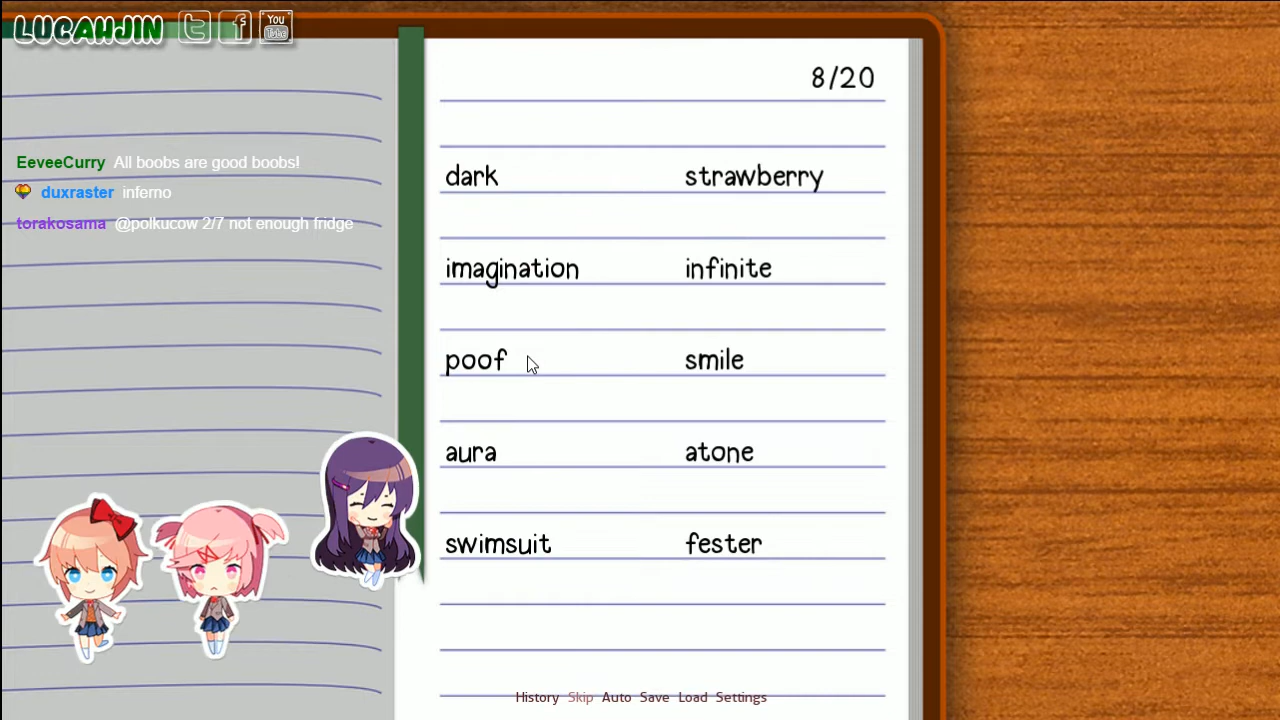 LUCAHJIN
You
Tube
8/20
EeveeCurry All boobs are good boobs!
duxraster inferno
torakosama @polkucow 2/7 not enough fridge
dark strawberry
imagination infinite
poof smile
aura atone
swimsuit fester
History Skip Auto Save Load Settings